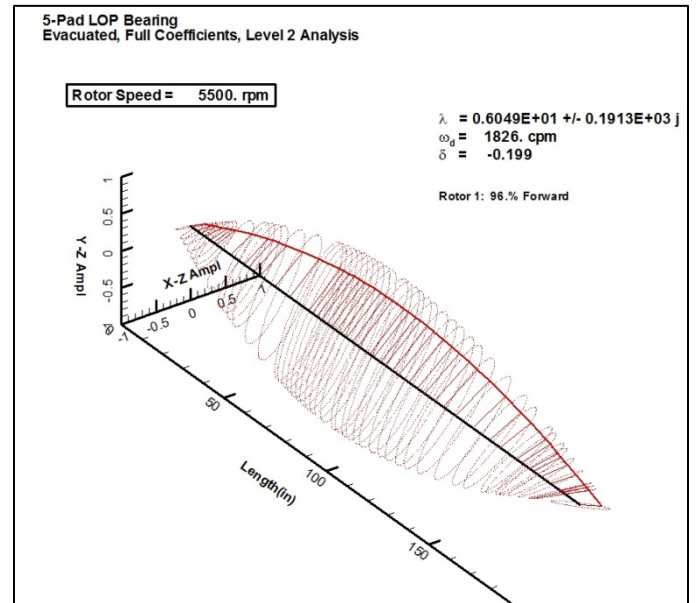 5-Pad LOP Bearing
Evacuated, Full Coefficients, Level 2 Analysis
Rotor Speed = 5500. rpm
λ = 0.6049E+01 +/- 0.1913E+03 j
ω_d = 1826. cpm
δ = -0.199
Rotor 1: 96.% Forward
Y-Z Ampl
1
0.5
0
-0.5
X-Z Ampl
-1
-0.5
0
0.5
1
50
100
150
Length(in)